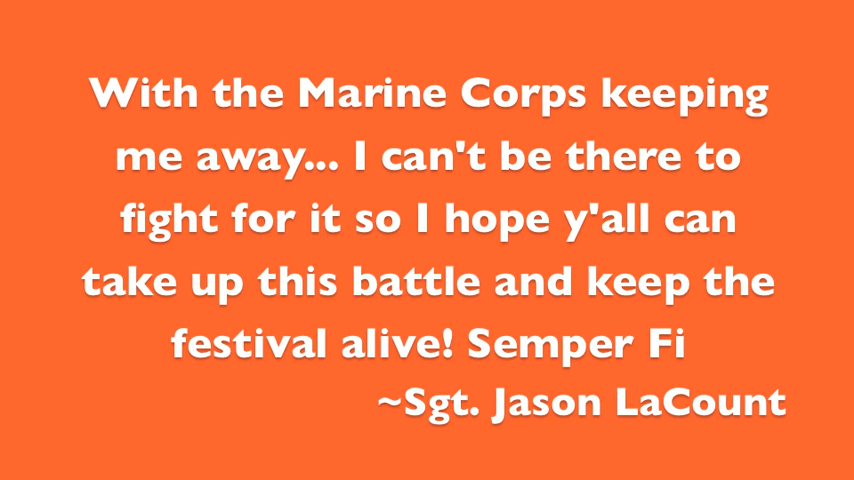 With the Marine Corps keeping
me away... I can't be there to
fight for it so I hope y'all can
take up this battle and keep the
festival alive! Semper Fi
~Sgt. Jason LaCount